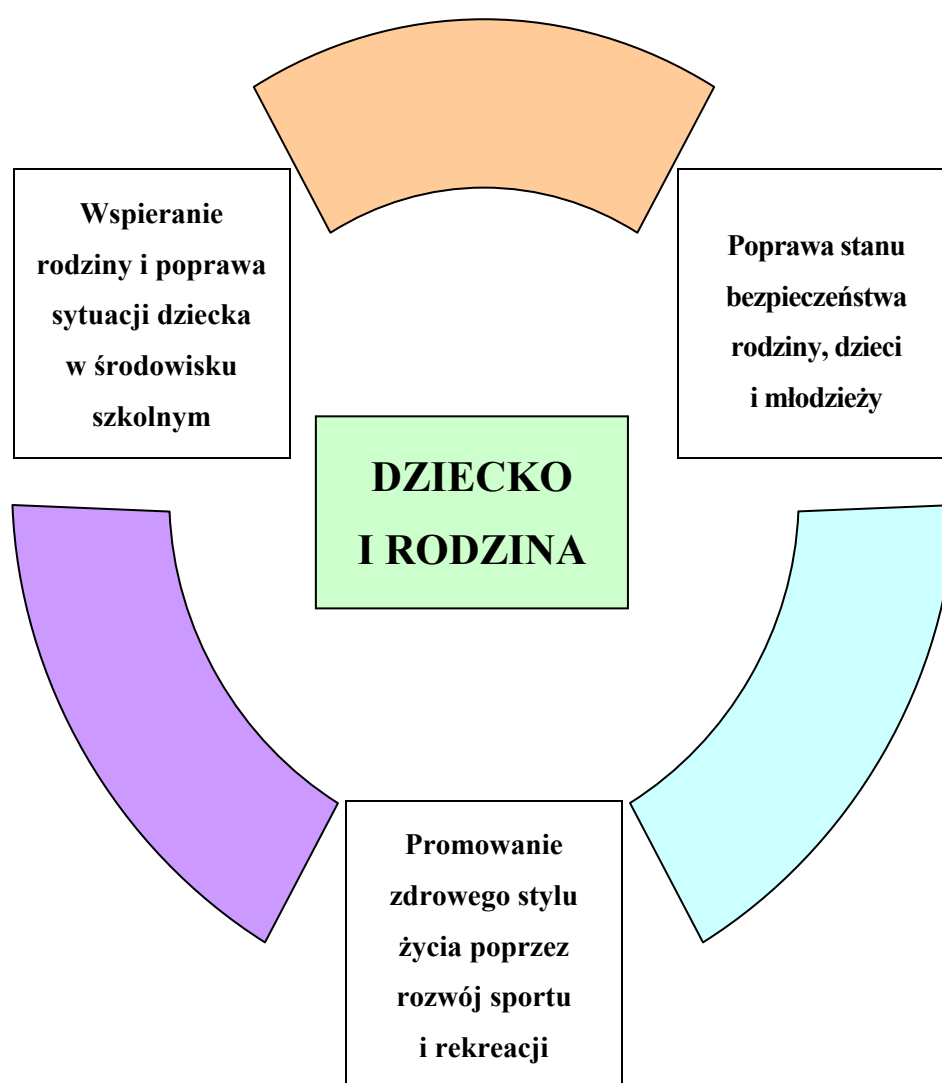 Wspieranie
rodziny i poprawa
sytuacji dziecka
w środowisku
szkolnym
Poprawa stanu
bezpieczeństwa
rodziny, dzieci
i młodzieży
DZIECKO
I RODZINA
Promowanie
zdrowego stylu
życia poprzez
rozwój sportu
i rekreacji